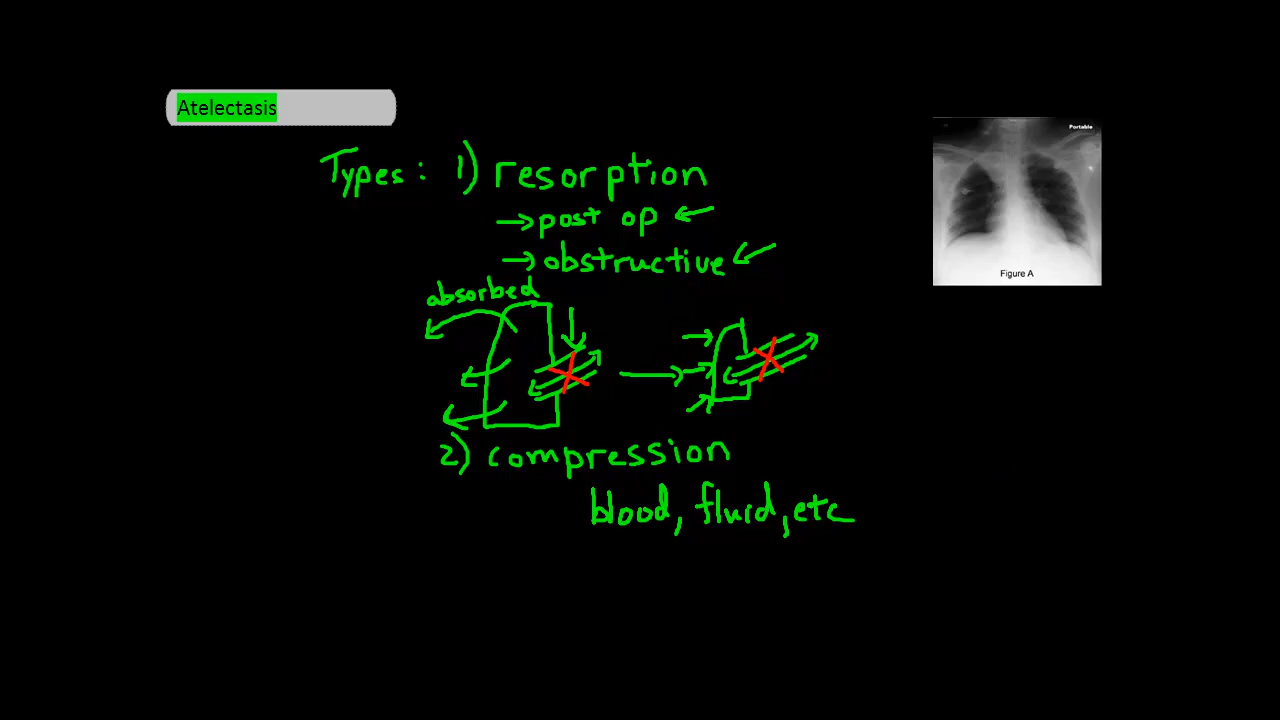 Atelectasis
Types: 1) resorption
→ post op ←
→ obstructive ←
absorbed
2) compression
blood, fluid, etc
Portable
Figure A